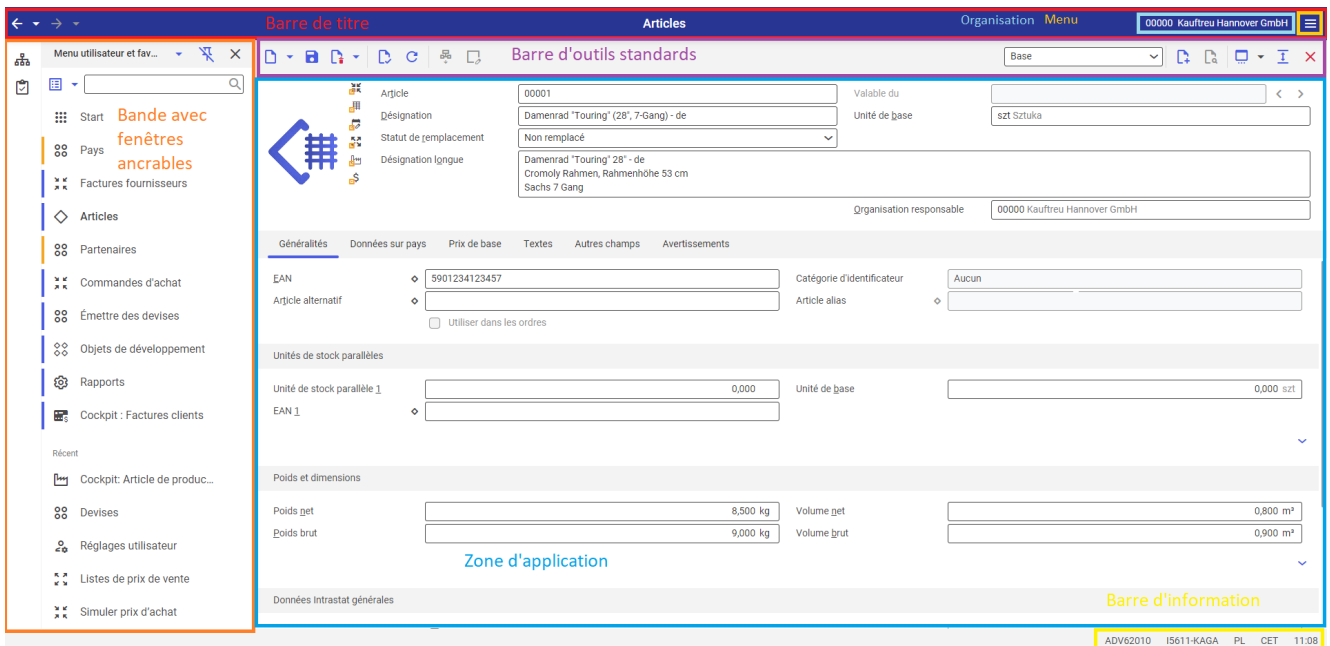 Barre de titre
Articles
Organisation Menu
00000 Kauftreu Hannover GmbH
Menu utilisateur et fav...
Barre d'outils standards
Base
Bande avec
fenêtres
ancrables
Start
Pays
Factures fournisseurs
Articles
Partenaires
Commandes d'achat
Émettre des devises
Objets de développement
Rapports
Cockpit : Factures clients
Récent
Cockpit: Article de produc...
Devises
Réglages utilisateur
Listes de prix de vente
Simuler prix d'achat
Article 00001 Valable du
Désignation Damenrad "Touring" (28", 7-Gang) - de Unité de base szt Sztuka
Statut de remplacement Non remplacé
Désignation longue Damenrad "Touring" 28" - de
Cromoly Rahmen, Rahmenhöhe 53 cm
Sachs 7 Gang
Organisation responsable 00000 Kauftreu Hannover GmbH
Généralités Données sur pays Prix de base Textes Autres champs Avertissements
EAN 5901234123457 Catégorie d'identificateur Aucun
Article alternatif Article alias
Utiliser dans les ordres
Unités de stock parallèles
Unité de stock parallèle 1 0,000 Unité de base 0,000 szt
EAN 1
Poids et dimensions
Poids net 8,500 kg Volume net 0,800 m³
Poids brut 9,000 kg Volume brut 0,900 m³
Zone d'application
Données Intrastat générales
Barre d'information
ADV62010 I5611-KAGA PL CET 11:08